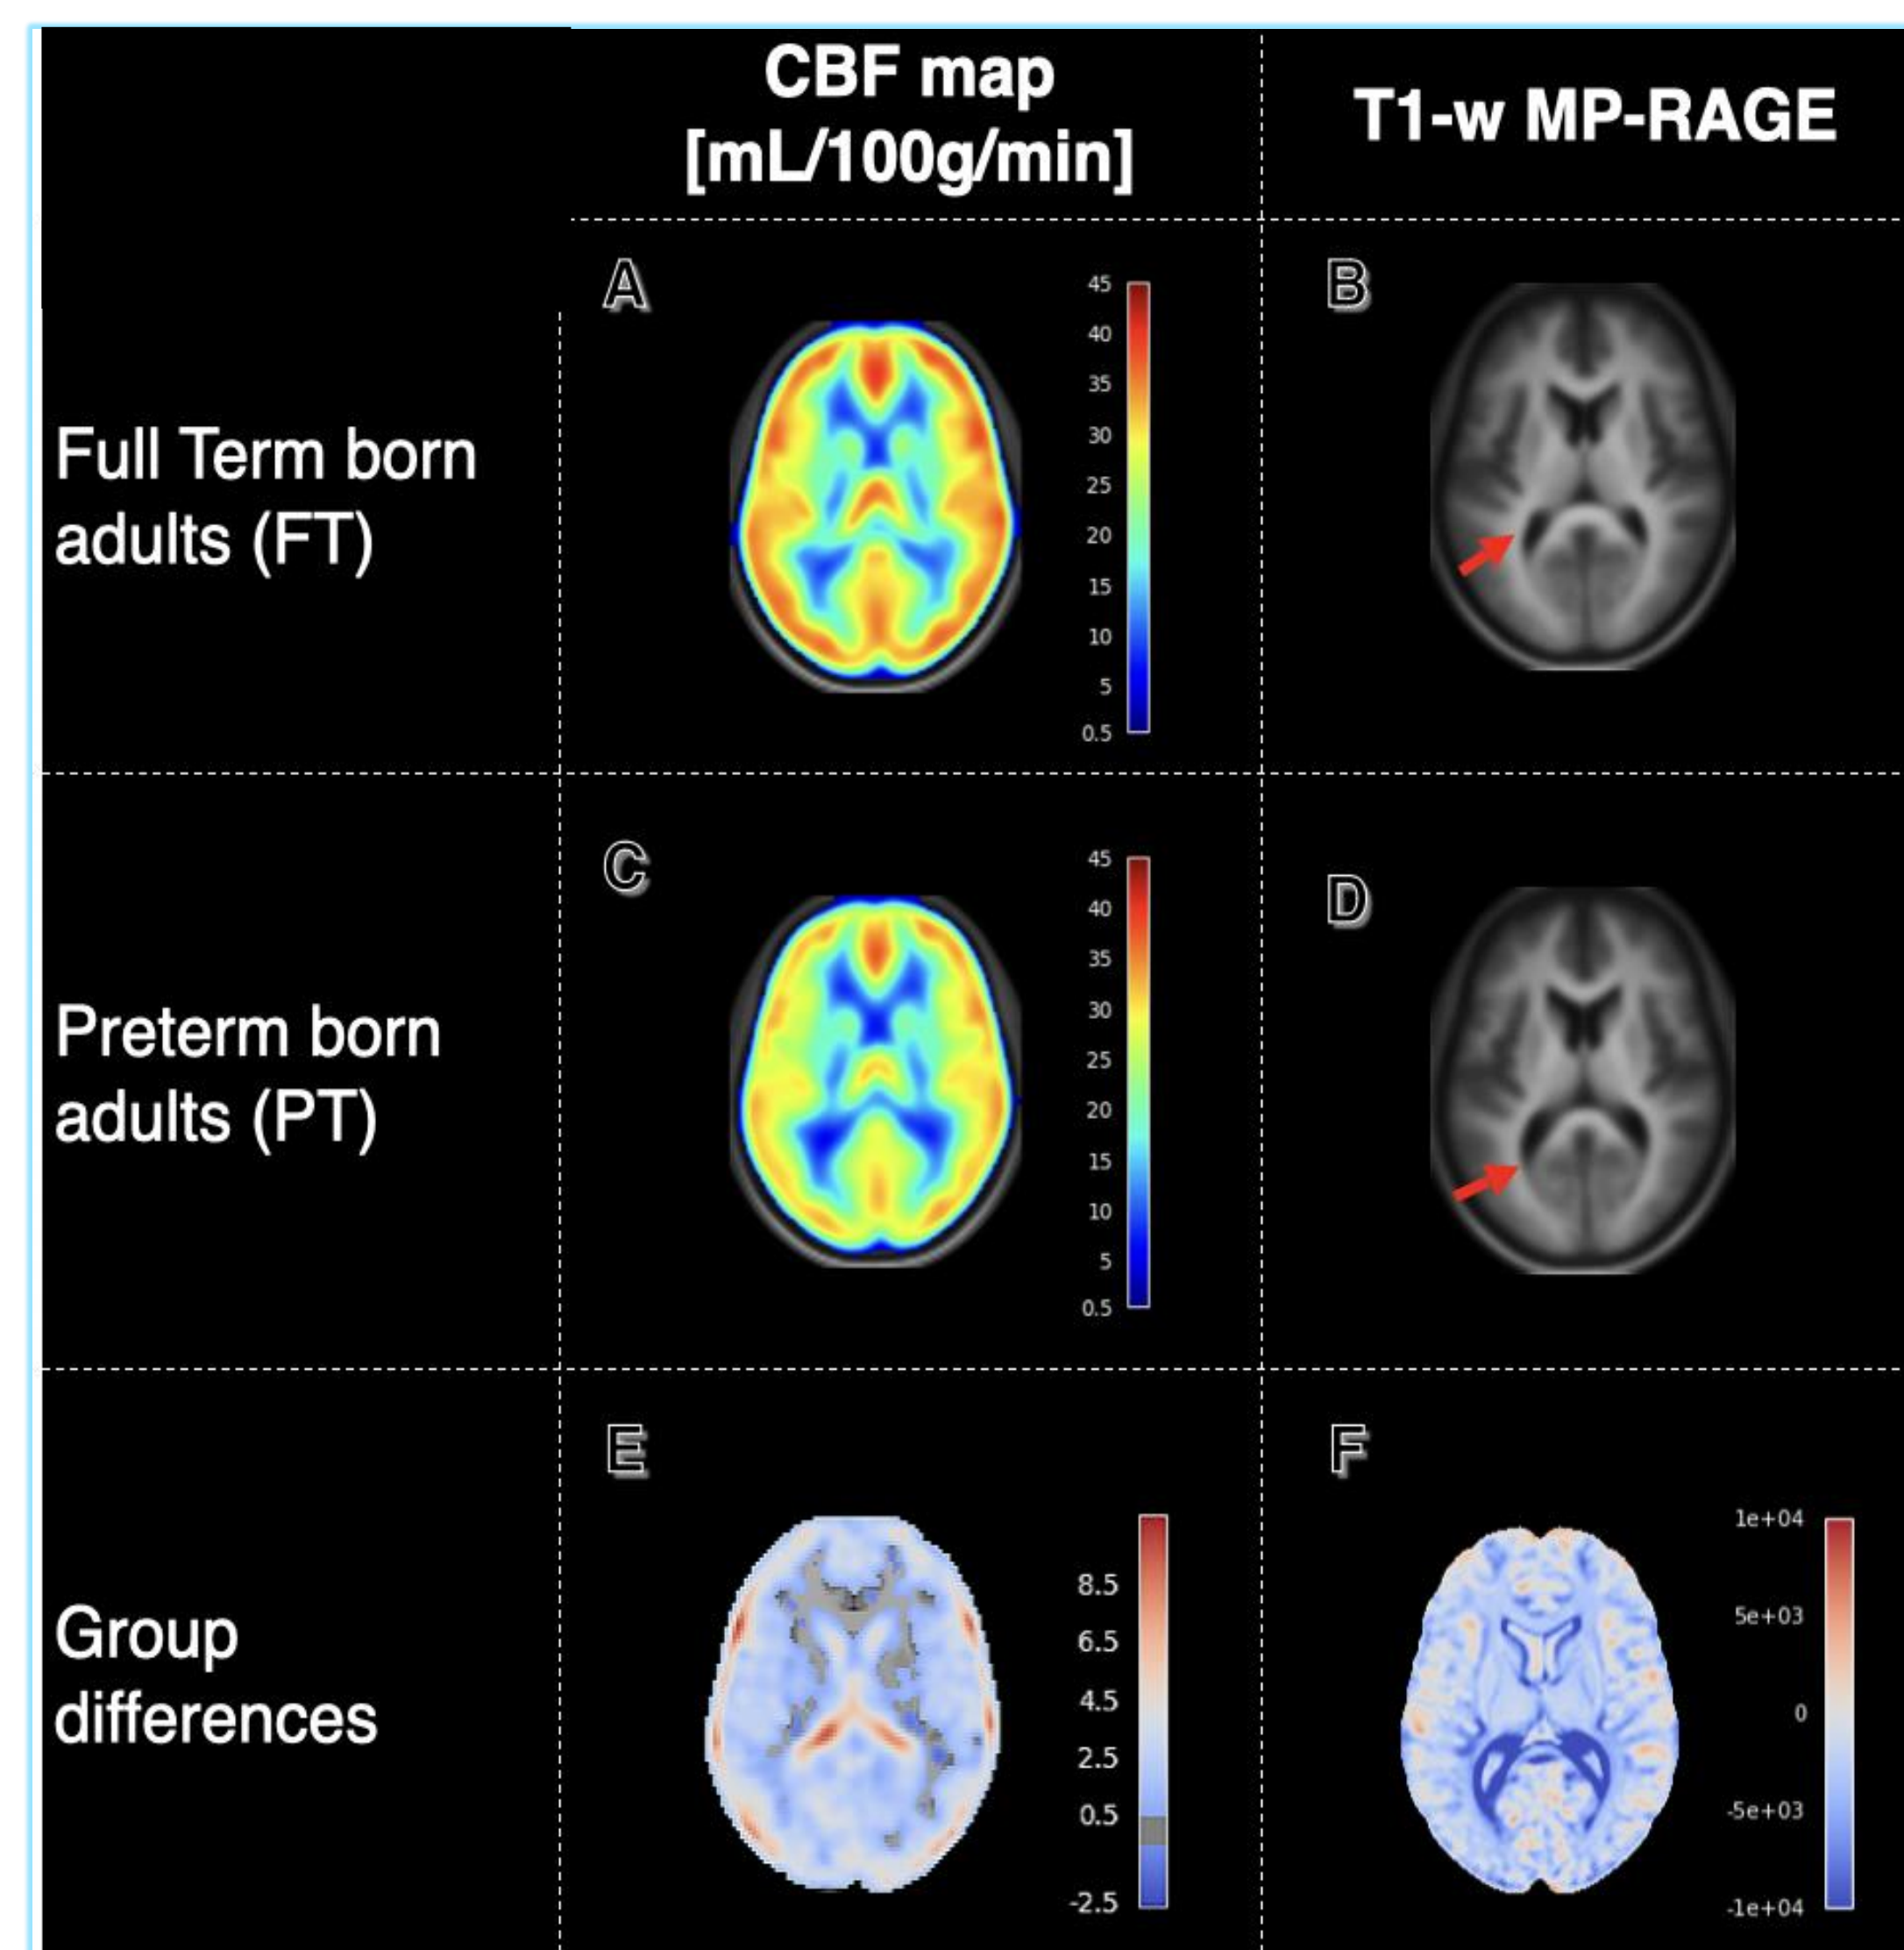 CBF map
[mL/100g/min]
T1-w MP-RAGE
Full Term born
adults (FT)
A
45
40
35
30
25
20
15
10
5
0.5
B
Preterm born
adults (PT)
C
45
40
35
30
25
20
15
10
5
0.5
D
Group
differences
E
8.5
6.5
4.5
2.5
0.5
-2.5
F
1e+04
5e+03
0
-5e+03
-1e+04